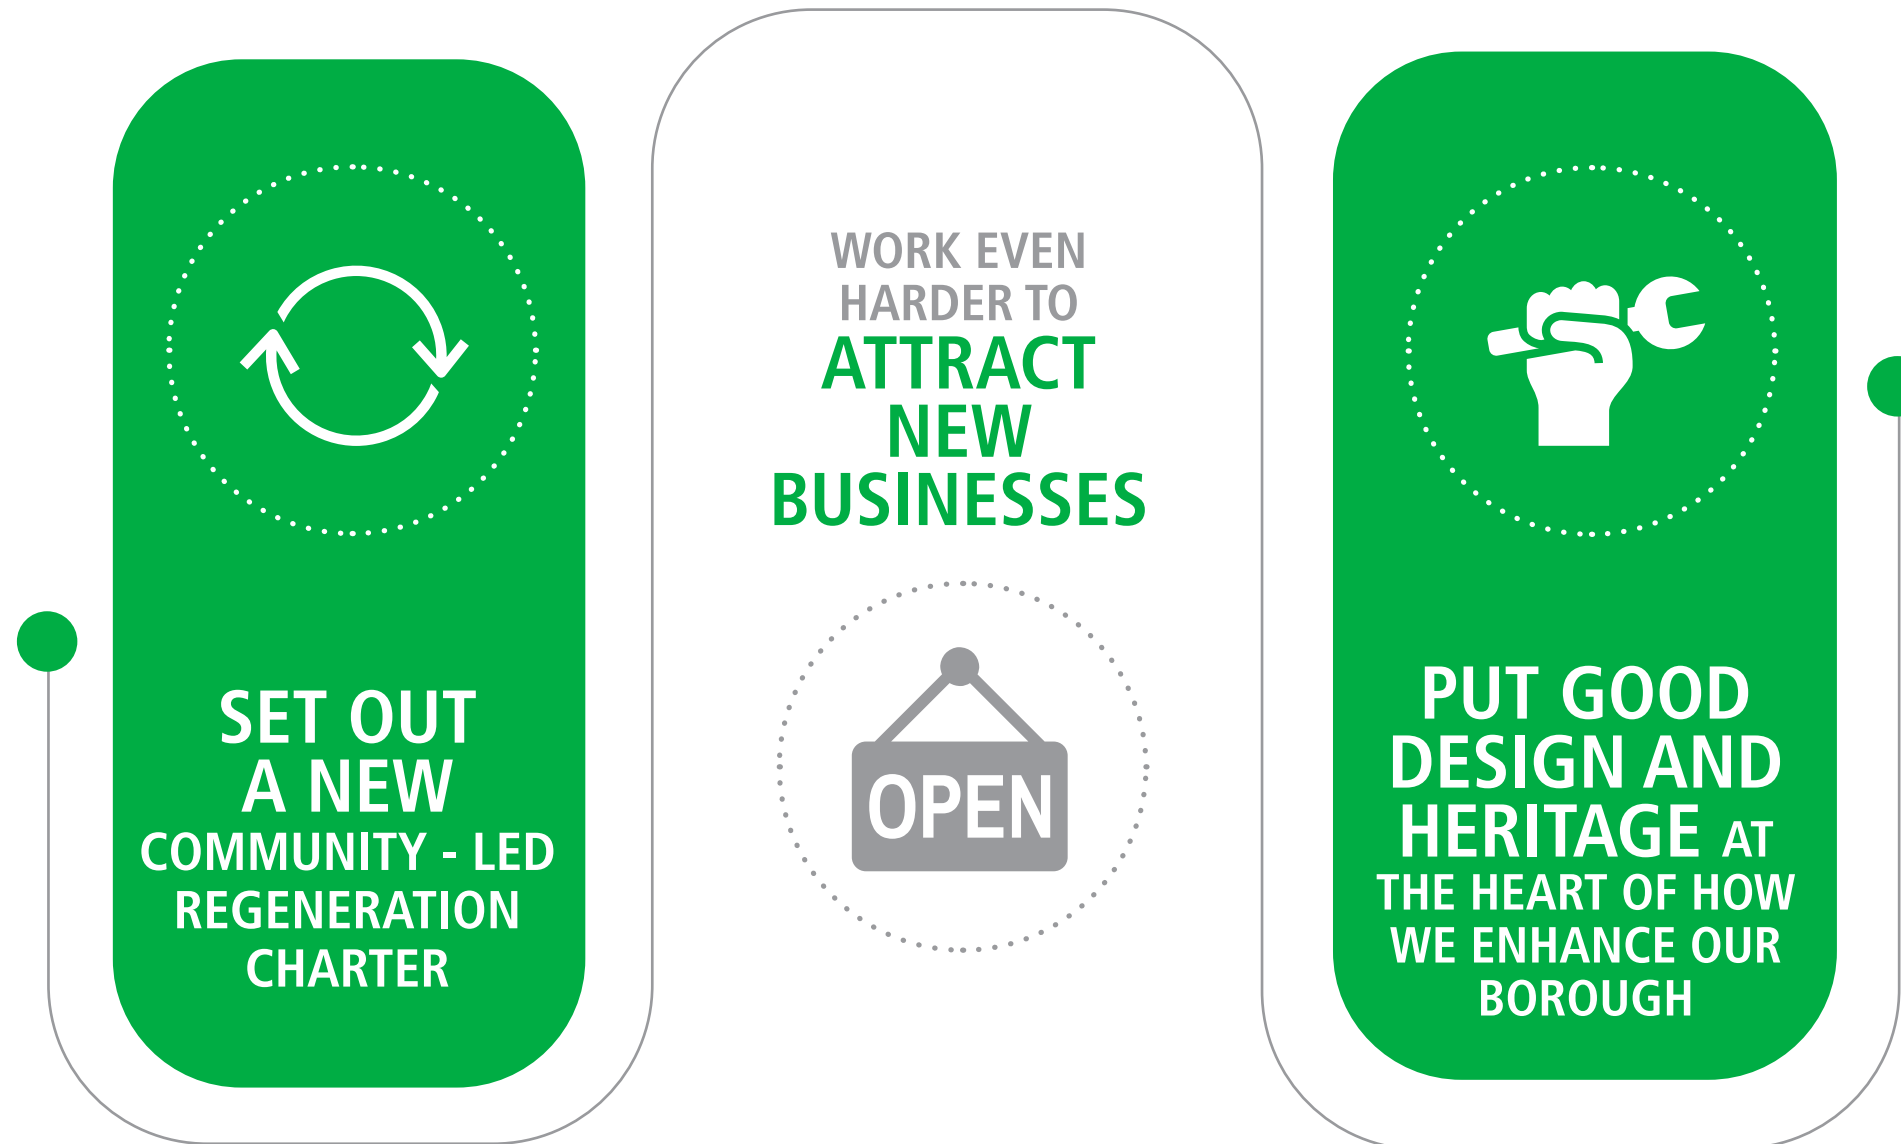 SET OUT
A NEW
COMMUNITY - LED
REGENERATION
CHARTER
WORK EVEN
HARDER TO
ATTRACT
NEW
BUSINESSES
OPEN
PUT GOOD
DESIGN AND
HERITAGE AT
THE HEART OF HOW
WE ENHANCE OUR
BOROUGH